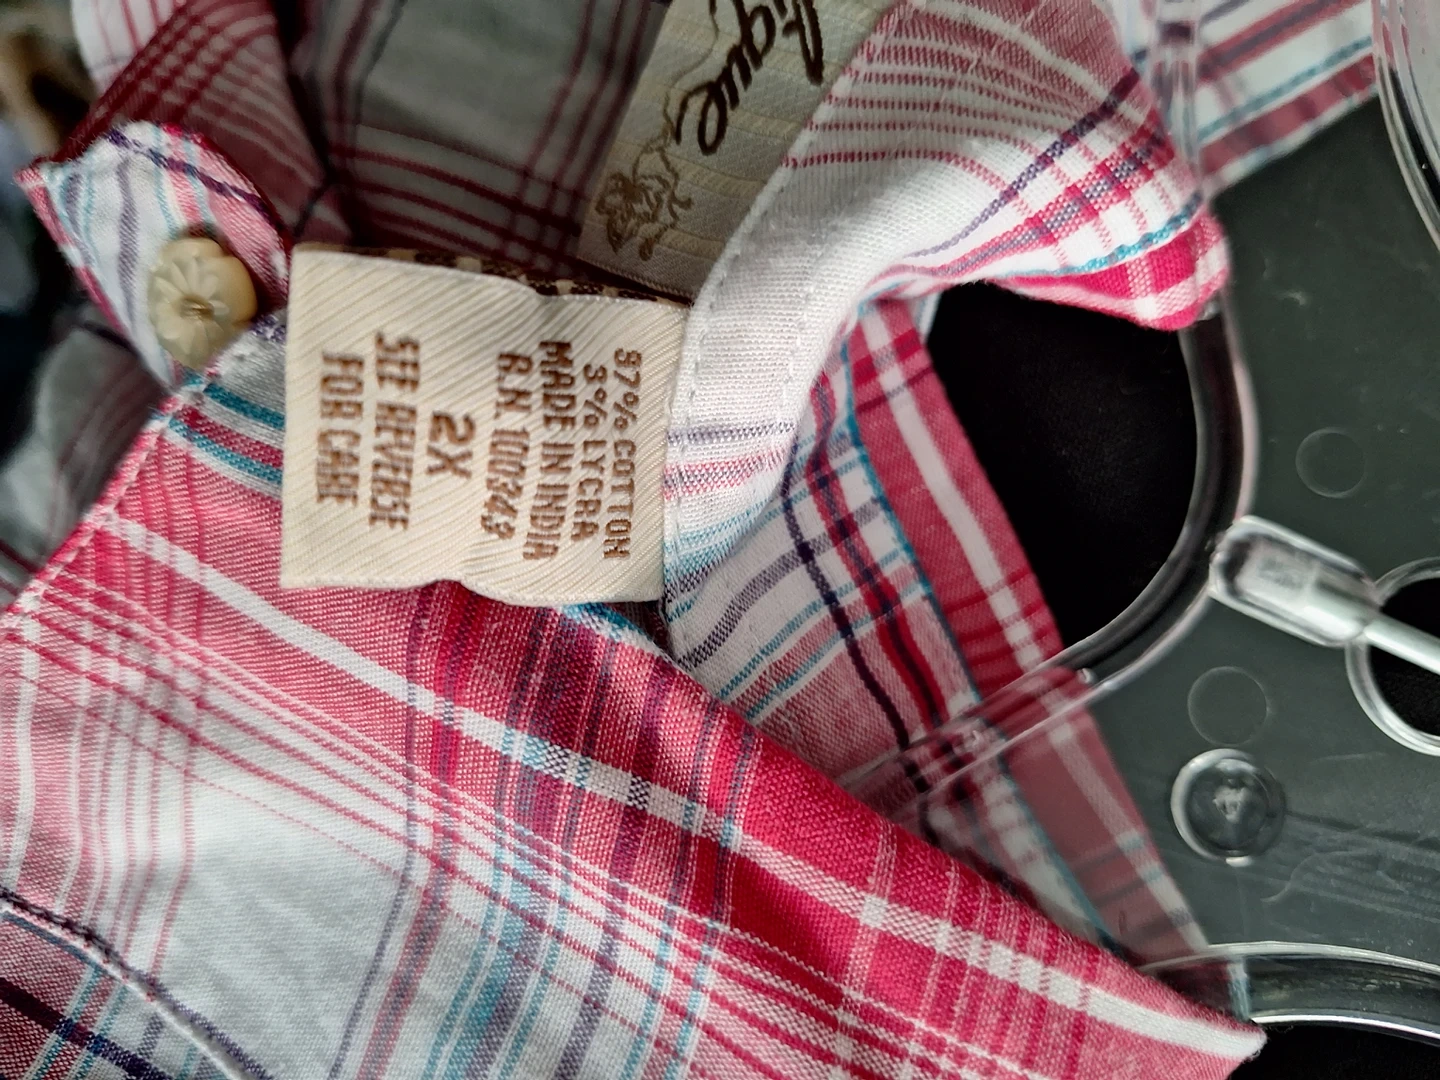 97% COTTON
3% LYCRA
MADE IN INDIA
R.N. 100343
2X
SEE REVERSE
FOR CARE